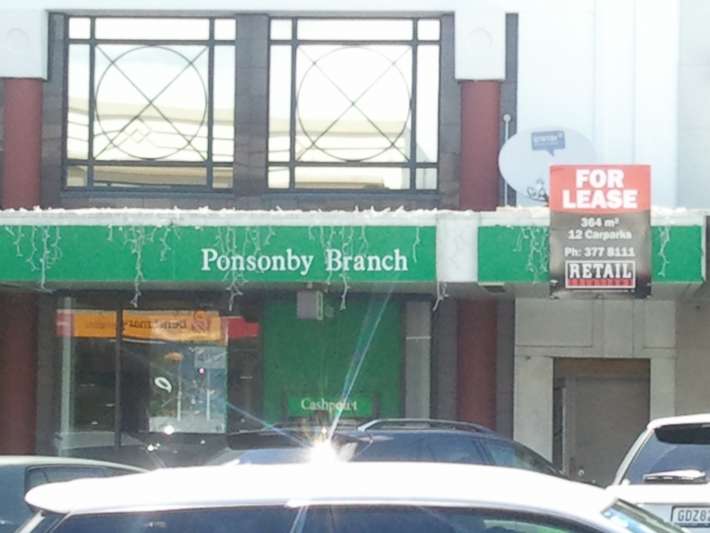 FOR
LEASE
364 m²
12 Carparks
Ph: 377 8111
RETAIL
Ponsonby Branch
Cashpoint